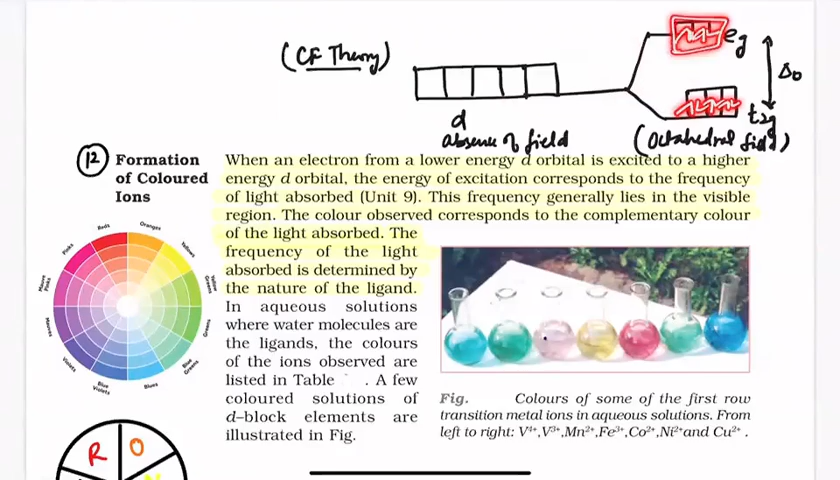 (CF Theory)
eg
Δo
d
t2g
absence of field
(Octahedral field)
12
Formation
of Coloured
Ions
When an electron from a lower energy d orbital is excited to a higher
energy d orbital, the energy of excitation corresponds to the frequency
of light absorbed (Unit 9). This frequency generally lies in the visible
region. The colour observed corresponds to the complementary colour
of the light absorbed. The
frequency of the light
absorbed is determined by
the nature of the ligand.
In aqueous solutions
where water molecules are
the ligands, the colours
of the ions observed are
listed in Table . A few
coloured solutions of
d–block elements are
illustrated in Fig.
Reds
Oranges
Yellows
Yellow Greens
Greens
Blue Greens
Blues
Blue Violets
Violets
Pinks
Fig. Colours of some of the first row
transition metal ions in aqueous solutions. From
left to right: V⁴⁺,V³⁺,Mn²⁺,Fe³⁺,Co²⁺,Ni²⁺and Cu²⁺ .
R
O